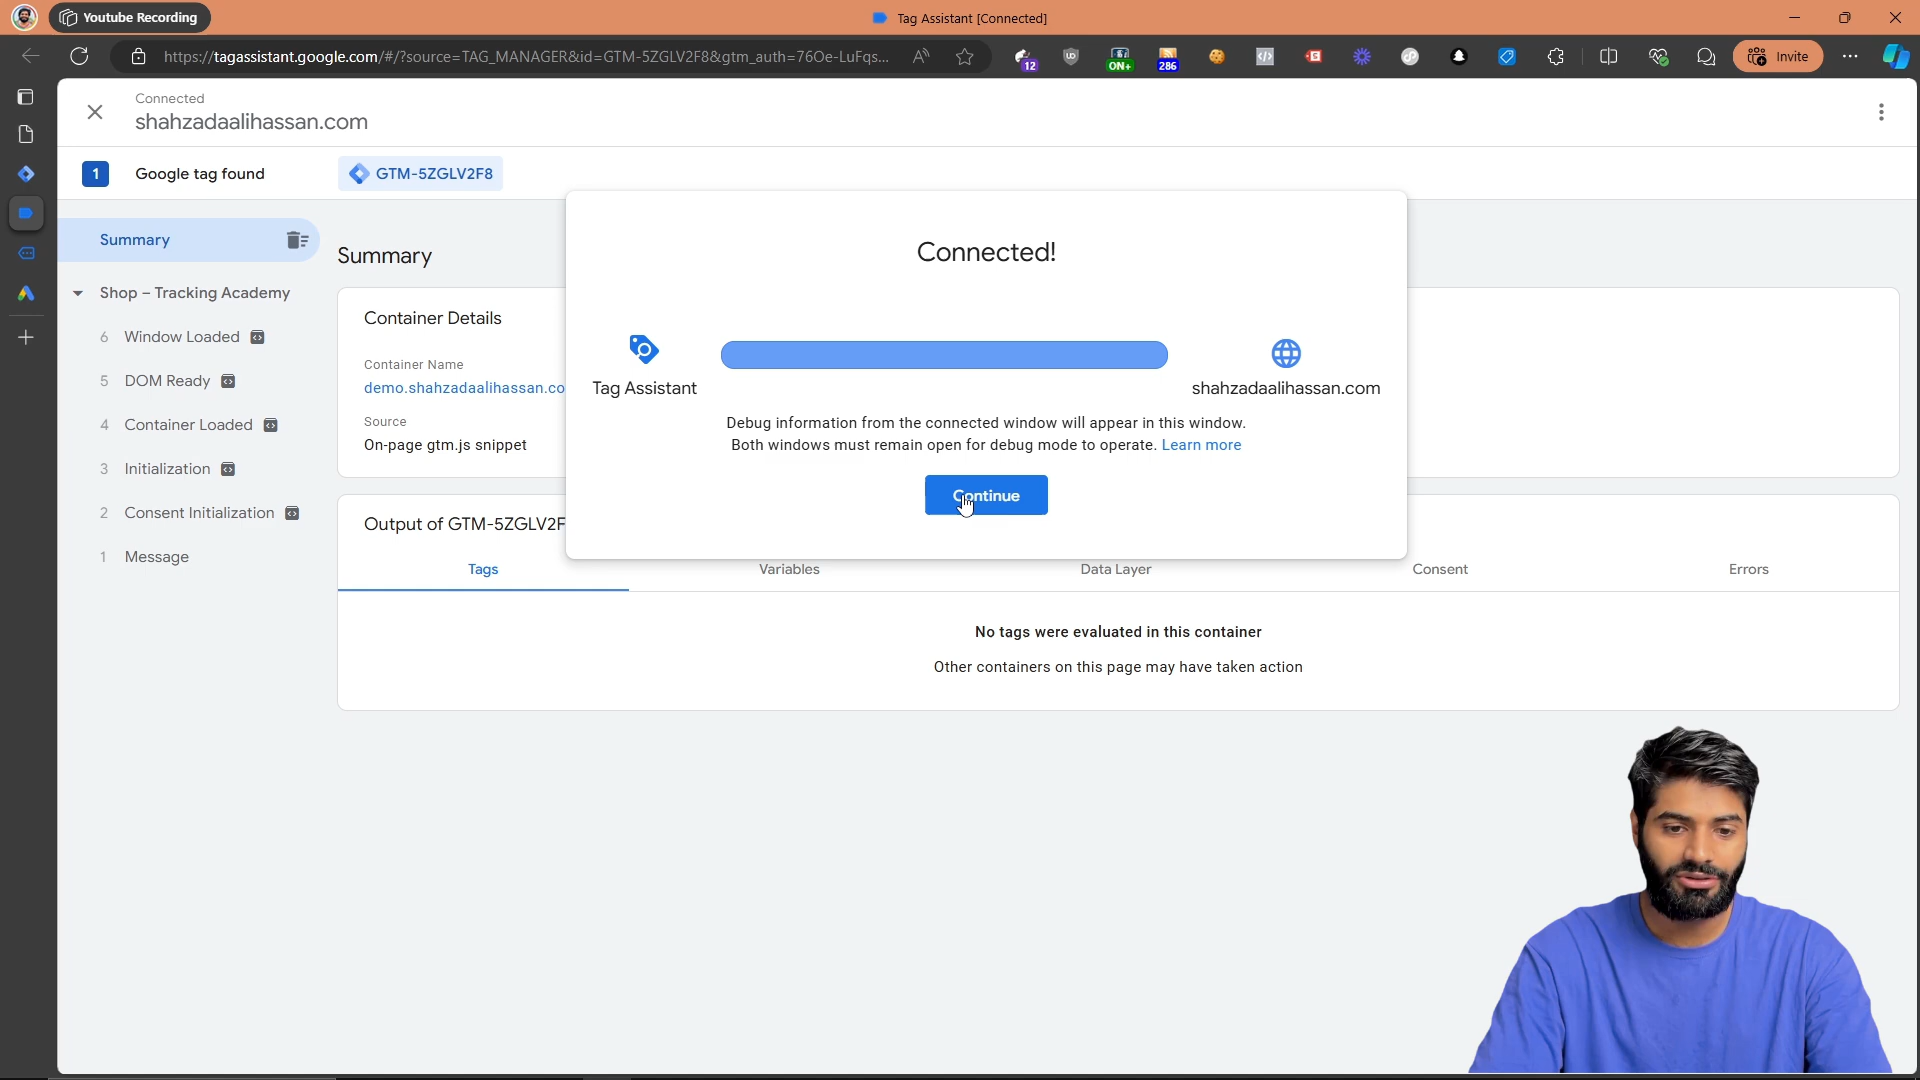 Youtube Recording
Tag Assistant [Connected]
https://tagassistant.google.com/#/?source=TAG_MANAGER&id=GTM-5ZGLV2F8&gtm_auth=76Oe-LuFqs...
12
UD
ON+
286
Invite
Connected
shahzadaalihassan.com
1 Google tag found GTM-5ZGLV2F8
Summary
Shop – Tracking Academy
6 Window Loaded
5 DOM Ready
4 Container Loaded
3 Initialization
2 Consent Initialization
1 Message
Summary
Container Details
Container Name
demo.shahzadaalihassan.co
Source
On-page gtm.js snippet
Output of GTM-5ZGLV2F
Connected!
Tag Assistant
shahzadaalihassan.com
Debug information from the connected window will appear in this window.
Both windows must remain open for debug mode to operate. Learn more
Continue
Tags Variables Data Layer Consent Errors
No tags were evaluated in this container
Other containers on this page may have taken action